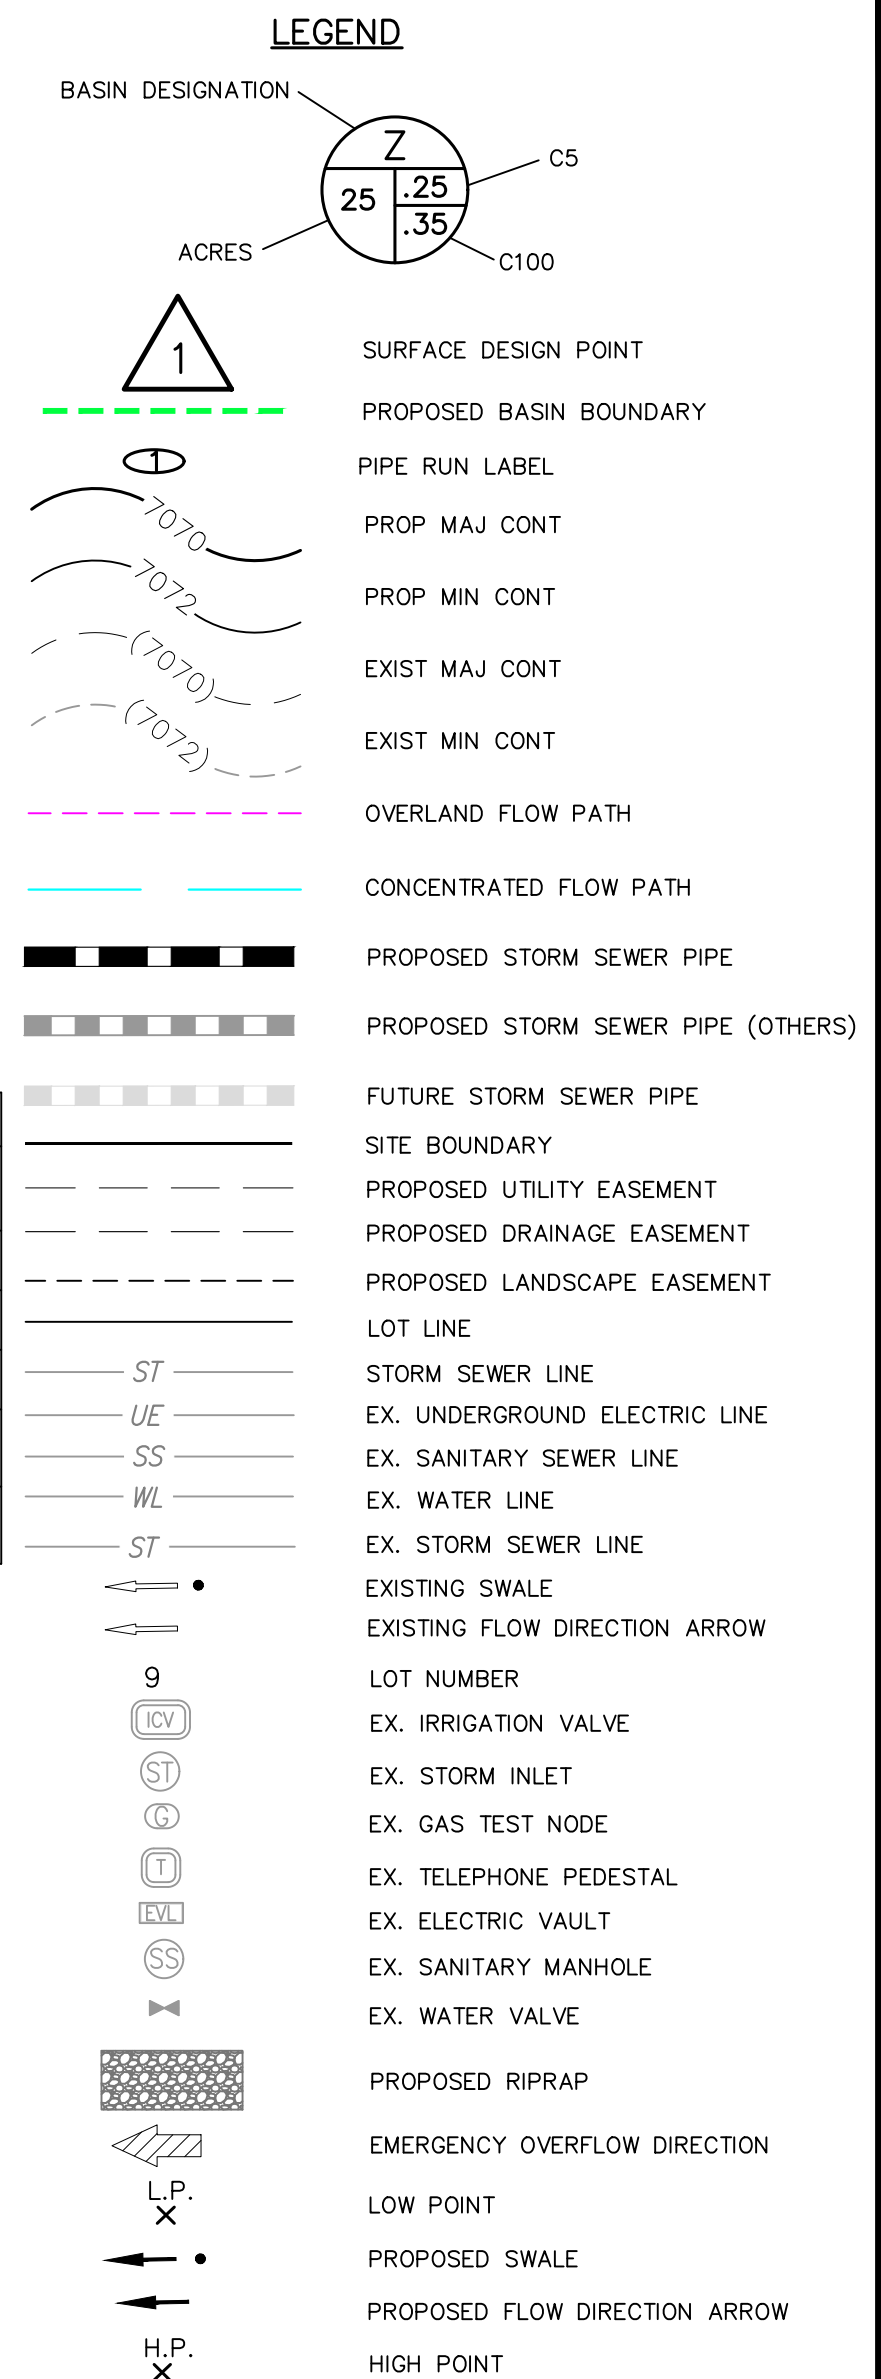 LEGEND
BASIN DESIGNATION
Z
C5
25
.25
.35
ACRES
C100
1
SURFACE DESIGN POINT
PROPOSED BASIN BOUNDARY
1
PIPE RUN LABEL
7070
PROP MAJ CONT
7072
PROP MIN CONT
(7070)
EXIST MAJ CONT
(7072)
EXIST MIN CONT
OVERLAND FLOW PATH
CONCENTRATED FLOW PATH
PROPOSED STORM SEWER PIPE
PROPOSED STORM SEWER PIPE (OTHERS)
FUTURE STORM SEWER PIPE
SITE BOUNDARY
PROPOSED UTILITY EASEMENT
PROPOSED DRAINAGE EASEMENT
PROPOSED LANDSCAPE EASEMENT
LOT LINE
ST STORM SEWER LINE
UE EX. UNDERGROUND ELECTRIC LINE
SS EX. SANITARY SEWER LINE
WL EX. WATER LINE
ST EX. STORM SEWER LINE
EXISTING SWALE
EXISTING FLOW DIRECTION ARROW
9 LOT NUMBER
ICV EX. IRRIGATION VALVE
ST EX. STORM INLET
G EX. GAS TEST NODE
T EX. TELEPHONE PEDESTAL
EVL EX. ELECTRIC VAULT
SS EX. SANITARY MANHOLE
EX. WATER VALVE
PROPOSED RIPRAP
EMERGENCY OVERFLOW DIRECTION
L.P.
LOW POINT
PROPOSED SWALE
PROPOSED FLOW DIRECTION ARROW
H.P.
HIGH POINT